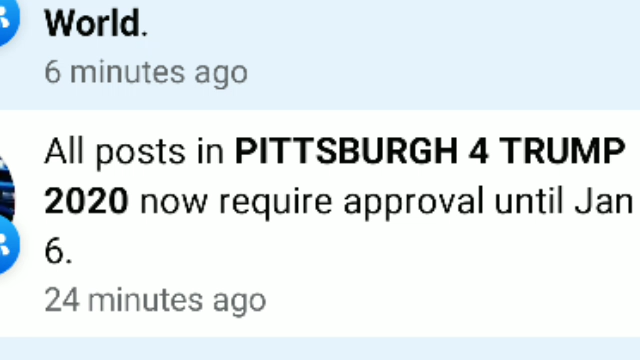 World.
6 minutes ago
All posts in PITTSBURGH 4 TRUMP
2020 now require approval until Jan
6.
24 minutes ago